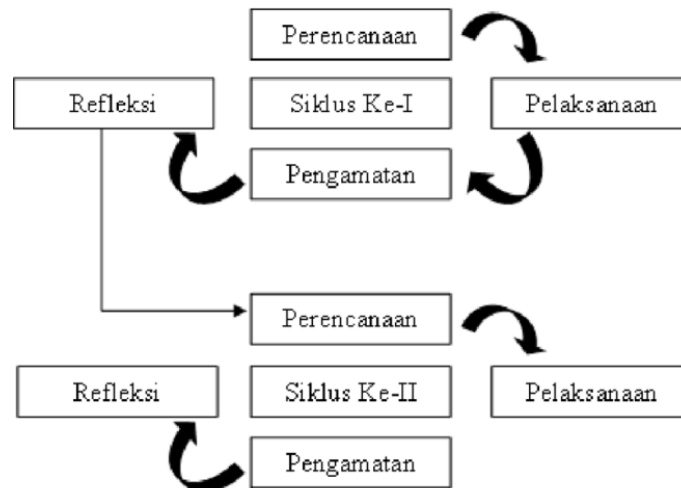 Perencanaan
Refleksi
Siklus Ke-I
Pelaksanaan
Pengamatan
Perencanaan
Refleksi
Siklus Ke-II
Pelaksanaan
Pengamatan